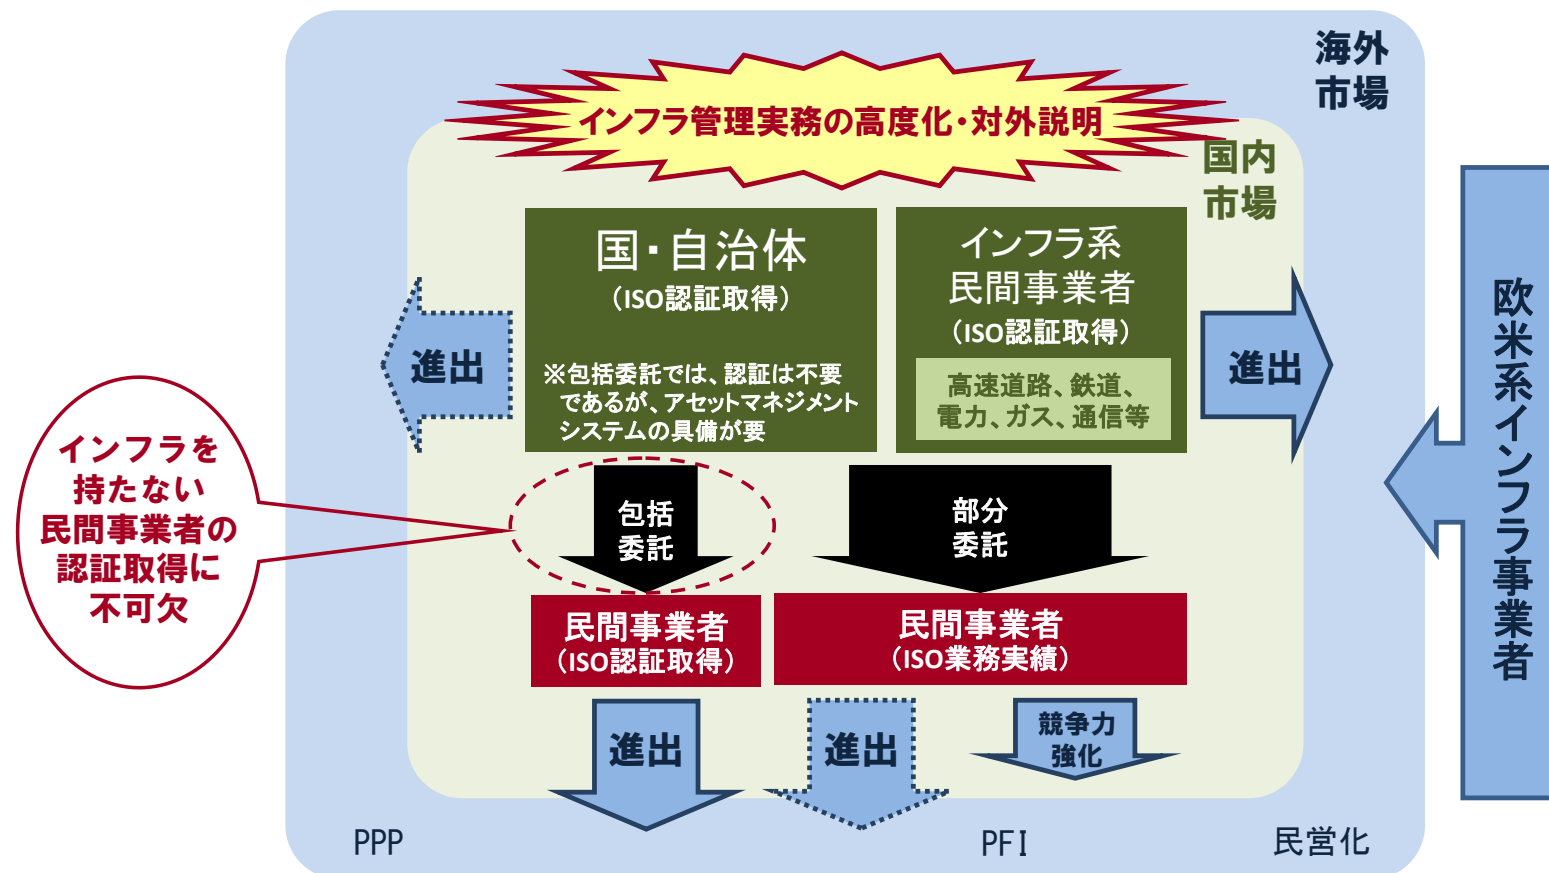 海外
市場
インフラ管理実務の高度化・対外説明
国内
市場
国・自治体
（ISO認証取得）
※包括委託では、認証は不要
であるが、アセットマネジメント
システムの具備が要
インフラ系
民間事業者
（ISO認証取得）
高速道路、鉄道、
電力、ガス、通信等
進出
進出
欧米系インフラ事業者
インフラを
持たない
民間事業者の
認証取得に
不可欠
包括
委託
部分
委託
民間事業者
（ISO認証取得）
民間事業者
（ISO業務実績）
進出
進出
競争力
強化
PPP
PFI
民営化